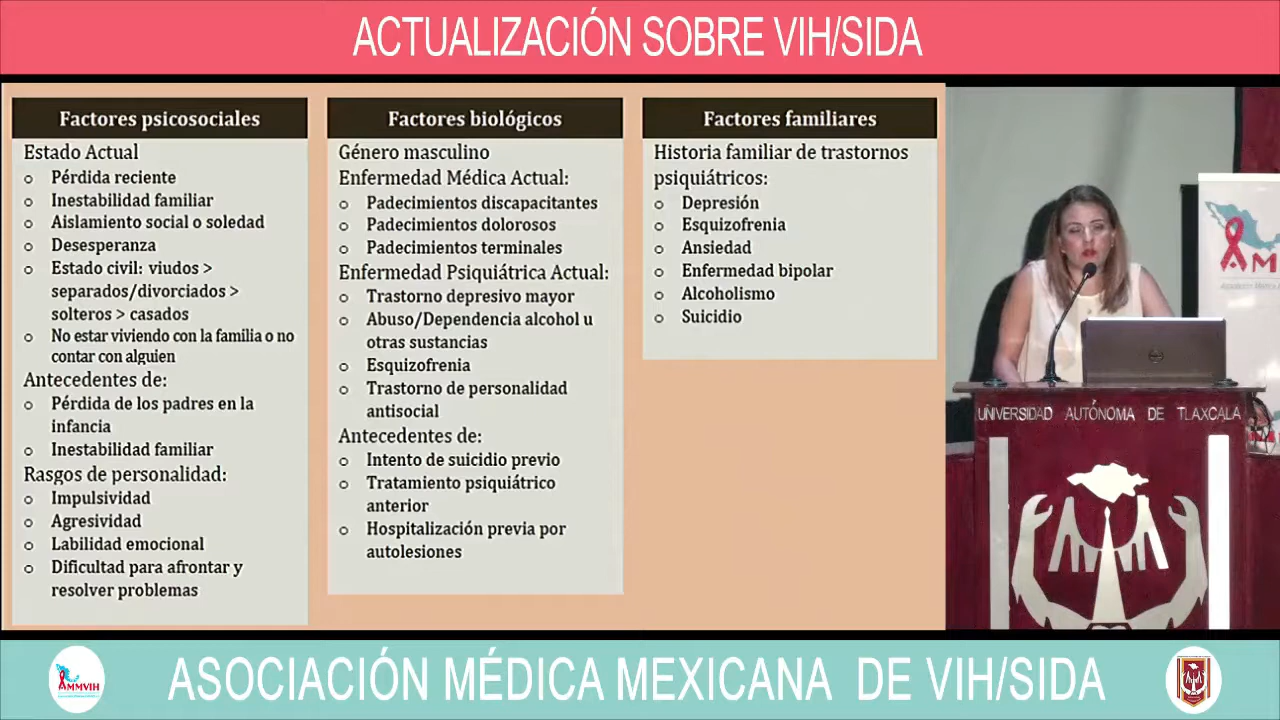 ACTUALIZACIÓN SOBRE VIH/SIDA
Factores psicosociales
Estado Actual
o Pérdida reciente
o Inestabilidad familiar
o Aislamiento social o soledad
o Desesperanza
o Estado civil: viudos >
separados/divorciados >
solteros > casados
o No estar viviendo con la familia o no
contar con alguien
Antecedentes de:
o Pérdida de los padres en la
infancia
o Inestabilidad familiar
Rasgos de personalidad:
o Impulsividad
o Agresividad
o Labilidad emocional
o Dificultad para afrontar y
resolver problemas
Factores biológicos
Género masculino
Enfermedad Médica Actual:
o Padecimientos discapacitantes
o Padecimientos dolorosos
o Padecimientos terminales
Enfermedad Psiquiátrica Actual:
o Trastorno depresivo mayor
o Abuso/Dependencia alcohol u
otras sustancias
o Esquizofrenia
o Trastorno de personalidad
antisocial
Antecedentes de:
o Intento de suicidio previo
o Tratamiento psiquiátrico
anterior
o Hospitalización previa por
autolesiones
Factores familiares
Historia familiar de trastornos
psiquiátricos:
o Depresión
o Esquizofrenia
o Ansiedad
o Enfermedad bipolar
o Alcoholismo
o Suicidio
AM
UNIVERSIDAD AUTÓNOMA DE TLAXCALA
AMMVIH
ASOCIACIÓN MÉDICA MEXICANA DE VIH/SIDA